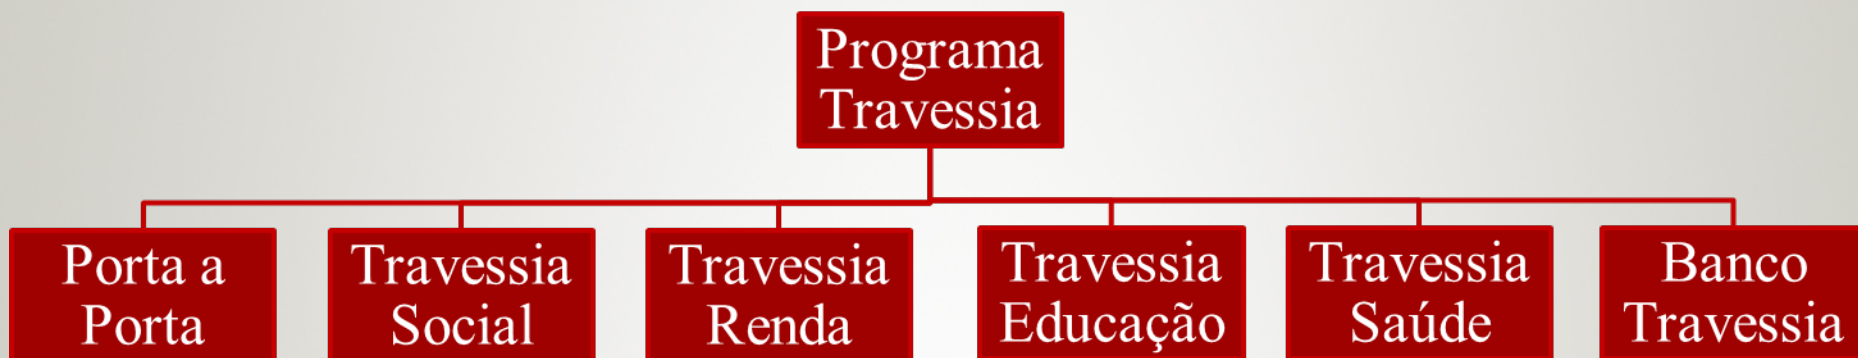 Programa
Travessia
Porta a
Porta
Travessia
Social
Travessia
Renda
Travessia
Educação
Travessia
Saúde
Banco
Travessia